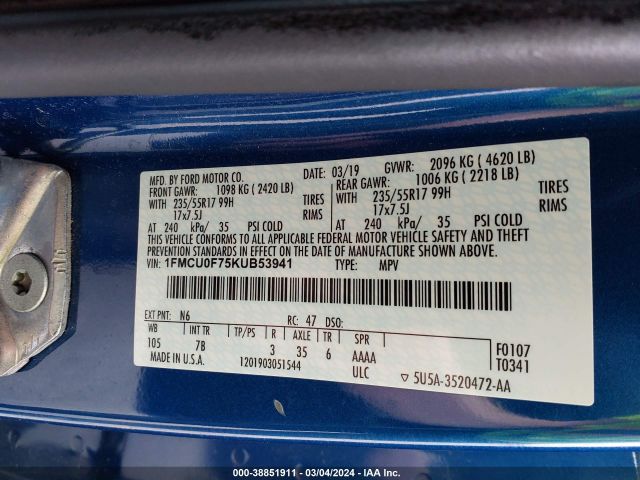 MFD. BY FORD MOTOR CO.
DATE: 03/19 GVWR: 2096 KG ( 4620 LB)
FRONT GAWR: 1098 KG ( 2420 LB) REAR GAWR: 1006 KG ( 2218 LB)
WITH 235/55R17 99H TIRES WITH 235/55R17 99H TIRES
17x7.5J RIMS 17x7.5J RIMS
AT 240 kPa/ 35 PSI COLD AT 240 kPa/ 35 PSI COLD
THIS VEHICLE CONFORMS TO ALL APPLICABLE FEDERAL MOTOR VEHICLE SAFETY AND THEFT
PREVENTION STANDARDS IN EFFECT ON THE DATE OF MANUFACTURE SHOWN ABOVE.
VIN: 1FMCU0F75KUB53941 TYPE: MPV
EXT PNT: N6 RC: 47 DSO:
WB INT TR TP/PS R AXLE TR SPR
105 7B 3 35 6 AAAA
F0107
T0341
MADE IN U.S.A. 1201903051544 ULC ▽ 5U5A-3520472-AA
000-38851911 - 03/04/2024 - IAA Inc.